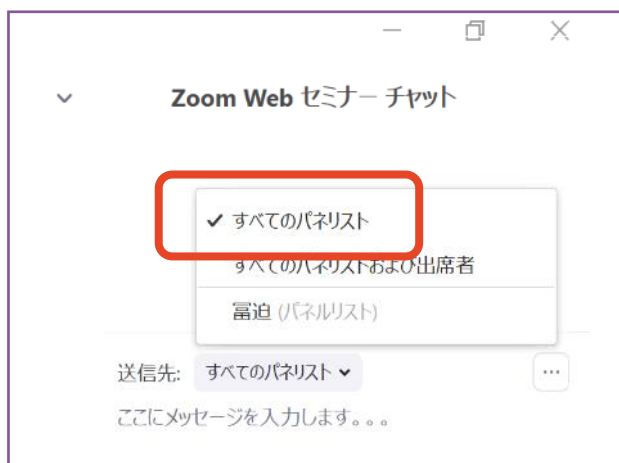 Zoom Web セミナー チャット
✓ すべてのパネリスト
すべてのパネリストおよび出席者
冨迫 (パネルリスト)
送信先: すべてのパネリスト
ここにメッセージを入力します。。。